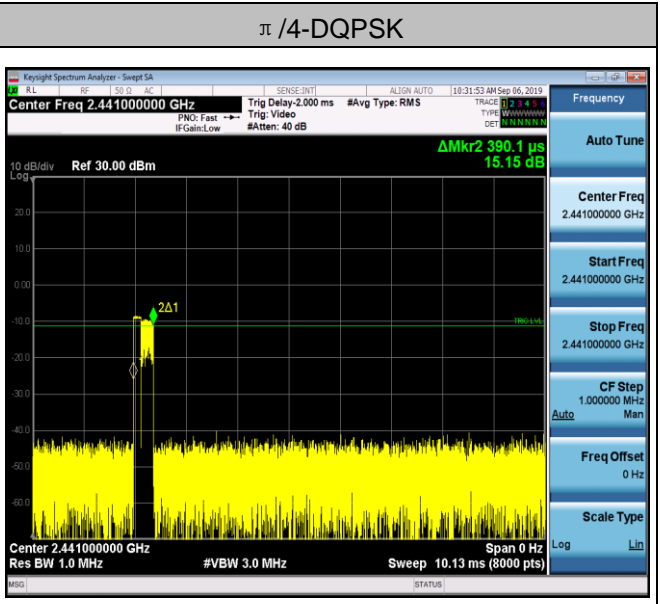 π/4-DQPSK
Keysight Spectrum Analyzer - Swept SA
RL RF 50 Ω AC SENSE:INT ALIGN AUTO 10:31:53 AM Sep 06, 2019
Center Freq 2.441000000 GHz
PNO: Fast
IFGain:Low
Trig Delay-2.000 ms
Trig: Video
#Atten: 40 dB
#Avg Type: RMS
TRACE 1 2 3 4 5 6
TYPE WWWWWW
DET N N N N N N
ΔMkr2 390.1 µs
15.15 dB
10 dB/div Ref 30.00 dBm
Log
20.0
10.0
0.00
-10.0
-20.0
-30.0
-40.0
-50.0
-60.0
2Δ1
TRIG LVL
Center 2.441000000 GHz Span 0 Hz
Res BW 1.0 MHz #VBW 3.0 MHz Sweep 10.13 ms (8000 pts)
MSG STATUS
Frequency
Auto Tune
Center Freq
2.441000000 GHz
Start Freq
2.441000000 GHz
Stop Freq
2.441000000 GHz
CF Step
1.000000 MHz
Auto Man
Freq Offset
0 Hz
Scale Type
Log Lin